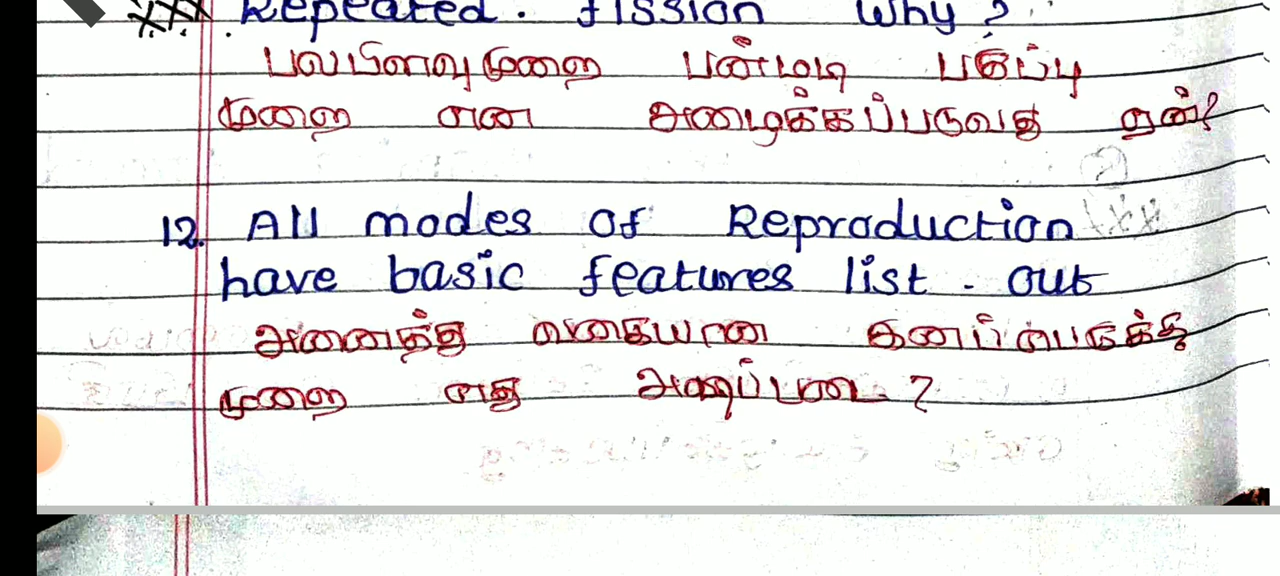 Repeated. fission Why?
பலபிளவுமுறை பன்மடி பகுப்பு
முறை என அழைக்கப்படுவது ஏன்?
12. All modes of Reproduction
have basic features list - out
அனைத்து வகையான இனப்பெருக்க
முறை எது அடிப்படை ?